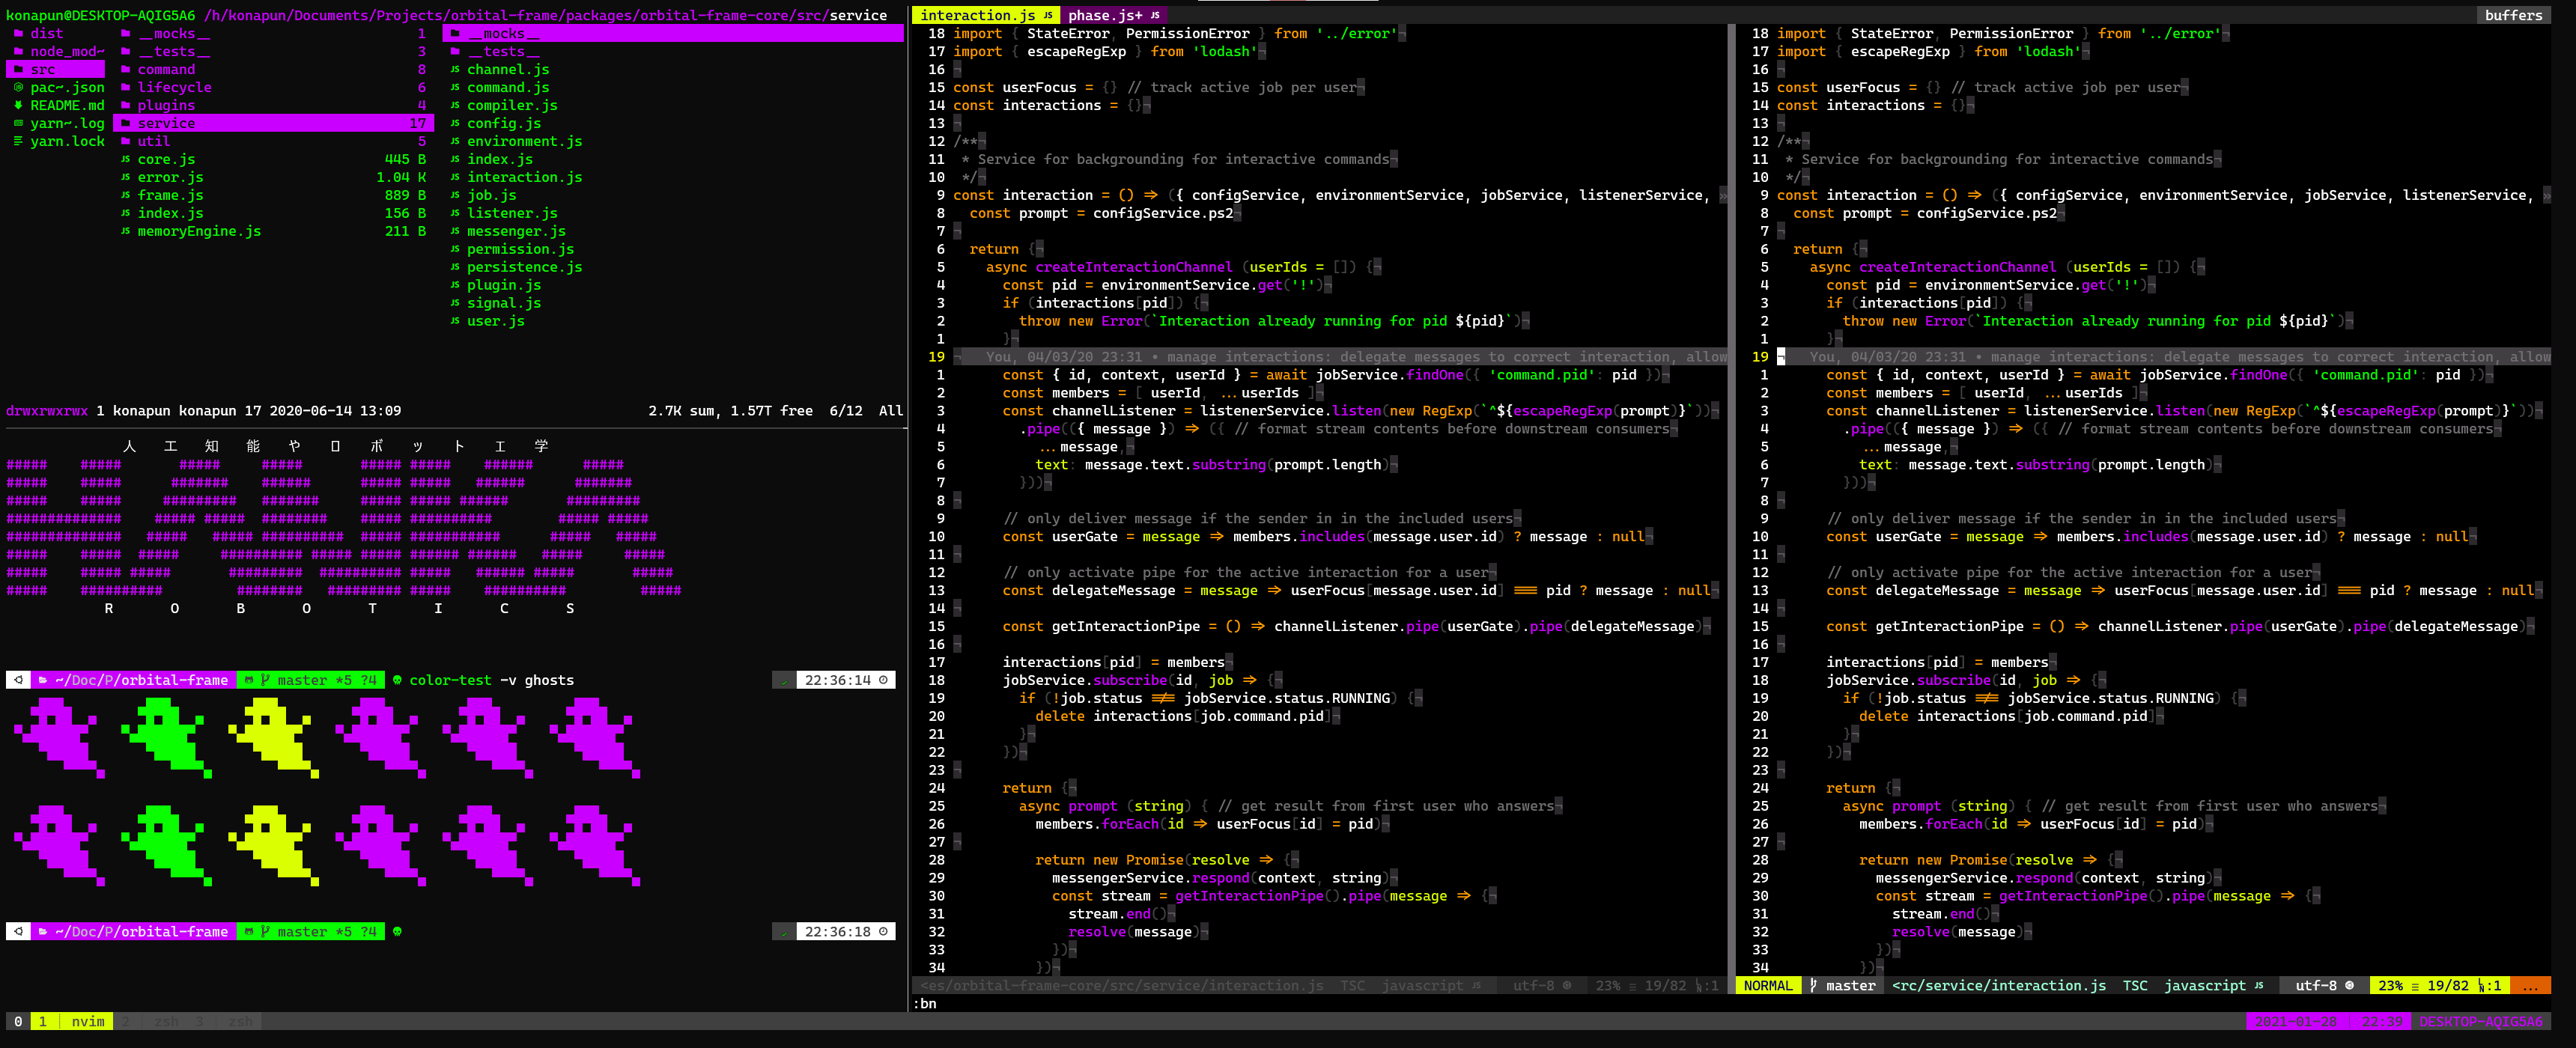 konapun@DESKTOP-AQIG5A6 /h/konapun/Documents/Projects/orbital-frame/packages/orbital-frame-core/src/service
dist
node_mod~
src
pac~.json
README.md
yarn~.log
yarn.lock
__mocks__ 1
__tests__ 3
command 8
lifecycle 6
plugins 4
service 17
util 5
core.js 445 B
error.js 1.04 K
frame.js 889 B
index.js 156 B
memoryEngine.js 211 B
__mocks__
__tests__
channel.js
command.js
compiler.js
config.js
environment.js
index.js
interaction.js
job.js
listener.js
messenger.js
permission.js
persistence.js
plugin.js
signal.js
user.js
drwxrwxrwx 1 konapun konapun 17 2020-06-14 13:09 2.7K sum, 1.57T free 6/12 All
人 工 知 能 や ロ ボ ッ ト 工 学
R O B O T I C S
~/Doc/P/orbital-frame master *5 ?4 color-test -v ghosts 22:36:14
~/Doc/P/orbital-frame master *5 ?4 22:36:18
interaction.js JS phase.js+ JS buffers
18 import { StateError, PermissionError } from '../error'¬
17 import { escapeRegExp } from 'lodash'¬
16 ¬
15 const userFocus = {} // track active job per user¬
14 const interactions = {}¬
13 ¬
12 /**¬
11 * Service for backgrounding for interactive commands¬
10 */¬
9 const interaction = () ⇒ ({ configService, environmentService, jobService, listenerService, »
8 const prompt = configService.ps2¬
7 ¬
6 return {¬
5 async createInteractionChannel (userIds = []) {¬
4 const pid = environmentService.get('!')¬
3 if (interactions[pid]) {¬
2 throw new Error(`Interaction already running for pid ${pid}`)¬
1 }¬
19 ¬ You, 04/03/20 23:31 • manage interactions: delegate messages to correct interaction, allow
1 const { id, context, userId } = await jobService.findOne({ 'command.pid': pid })¬
2 const members = [ userId, ...userIds ]¬
3 const channelListener = listenerService.listen(new RegExp(`^${escapeRegExp(prompt)}`))¬
4 .pipe(({ message }) ⇒ ({ // format stream contents before downstream consumers¬
5 ...message,¬
6 text: message.text.substring(prompt.length)¬
7 }))¬
8 ¬
9 // only deliver message if the sender in in the included users¬
10 const userGate = message ⇒ members.includes(message.user.id) ? message : null¬
11 ¬
12 // only activate pipe for the active interaction for a user¬
13 const delegateMessage = message ⇒ userFocus[message.user.id] === pid ? message : null¬
14 ¬
15 const getInteractionPipe = () ⇒ channelListener.pipe(userGate).pipe(delegateMessage)¬
16 ¬
17 interactions[pid] = members¬
18 jobService.subscribe(id, job ⇒ {¬
19 if (!job.status !== jobService.status.RUNNING) {¬
20 delete interactions[job.command.pid]¬
21 }¬
22 })¬
23 ¬
24 return {¬
25 async prompt (string) { // get result from first user who answers¬
26 members.forEach(id ⇒ userFocus[id] = pid)¬
27 ¬
28 return new Promise(resolve ⇒ {¬
29 messengerService.respond(context, string)¬
30 const stream = getInteractionPipe().pipe(message ⇒ {¬
31 stream.end()¬
32 resolve(message)¬
33 })¬
34 })¬
<es/orbital-frame-core/src/service/interaction.js TSC javascript JS utf-8 23% ≡ 19/82 :1
18 import { StateError, PermissionError } from '../error'¬
17 import { escapeRegExp } from 'lodash'¬
16 ¬
15 const userFocus = {} // track active job per user¬
14 const interactions = {}¬
13 ¬
12 /**¬
11 * Service for backgrounding for interactive commands¬
10 */¬
9 const interaction = () ⇒ ({ configService, environmentService, jobService, listenerService, »
8 const prompt = configService.ps2¬
7 ¬
6 return {¬
5 async createInteractionChannel (userIds = []) {¬
4 const pid = environmentService.get('!')¬
3 if (interactions[pid]) {¬
2 throw new Error(`Interaction already running for pid ${pid}`)¬
1 }¬
19 ¬ You, 04/03/20 23:31 • manage interactions: delegate messages to correct interaction, allow
1 const { id, context, userId } = await jobService.findOne({ 'command.pid': pid })¬
2 const members = [ userId, ...userIds ]¬
3 const channelListener = listenerService.listen(new RegExp(`^${escapeRegExp(prompt)}`))¬
4 .pipe(({ message }) ⇒ ({ // format stream contents before downstream consumers¬
5 ...message,¬
6 text: message.text.substring(prompt.length)¬
7 }))¬
8 ¬
9 // only deliver message if the sender in in the included users¬
10 const userGate = message ⇒ members.includes(message.user.id) ? message : null¬
11 ¬
12 // only activate pipe for the active interaction for a user¬
13 const delegateMessage = message ⇒ userFocus[message.user.id] === pid ? message : null¬
14 ¬
15 const getInteractionPipe = () ⇒ channelListener.pipe(userGate).pipe(delegateMessage)¬
16 ¬
17 interactions[pid] = members¬
18 jobService.subscribe(id, job ⇒ {¬
19 if (!job.status !== jobService.status.RUNNING) {¬
20 delete interactions[job.command.pid]¬
21 }¬
22 })¬
23 ¬
24 return {¬
25 async prompt (string) { // get result from first user who answers¬
26 members.forEach(id ⇒ userFocus[id] = pid)¬
27 ¬
28 return new Promise(resolve ⇒ {¬
29 messengerService.respond(context, string)¬
30 const stream = getInteractionPipe().pipe(message ⇒ {¬
31 stream.end()¬
32 resolve(message)¬
33 })¬
34 })¬
NORMAL master <rc/service/interaction.js TSC javascript JS utf-8 23% ≡ 19/82 :1 ...
:bn
0 1 nvim 2 zsh 3 zsh 2021-01-28 22:39 DESKTOP-AQIG5A6